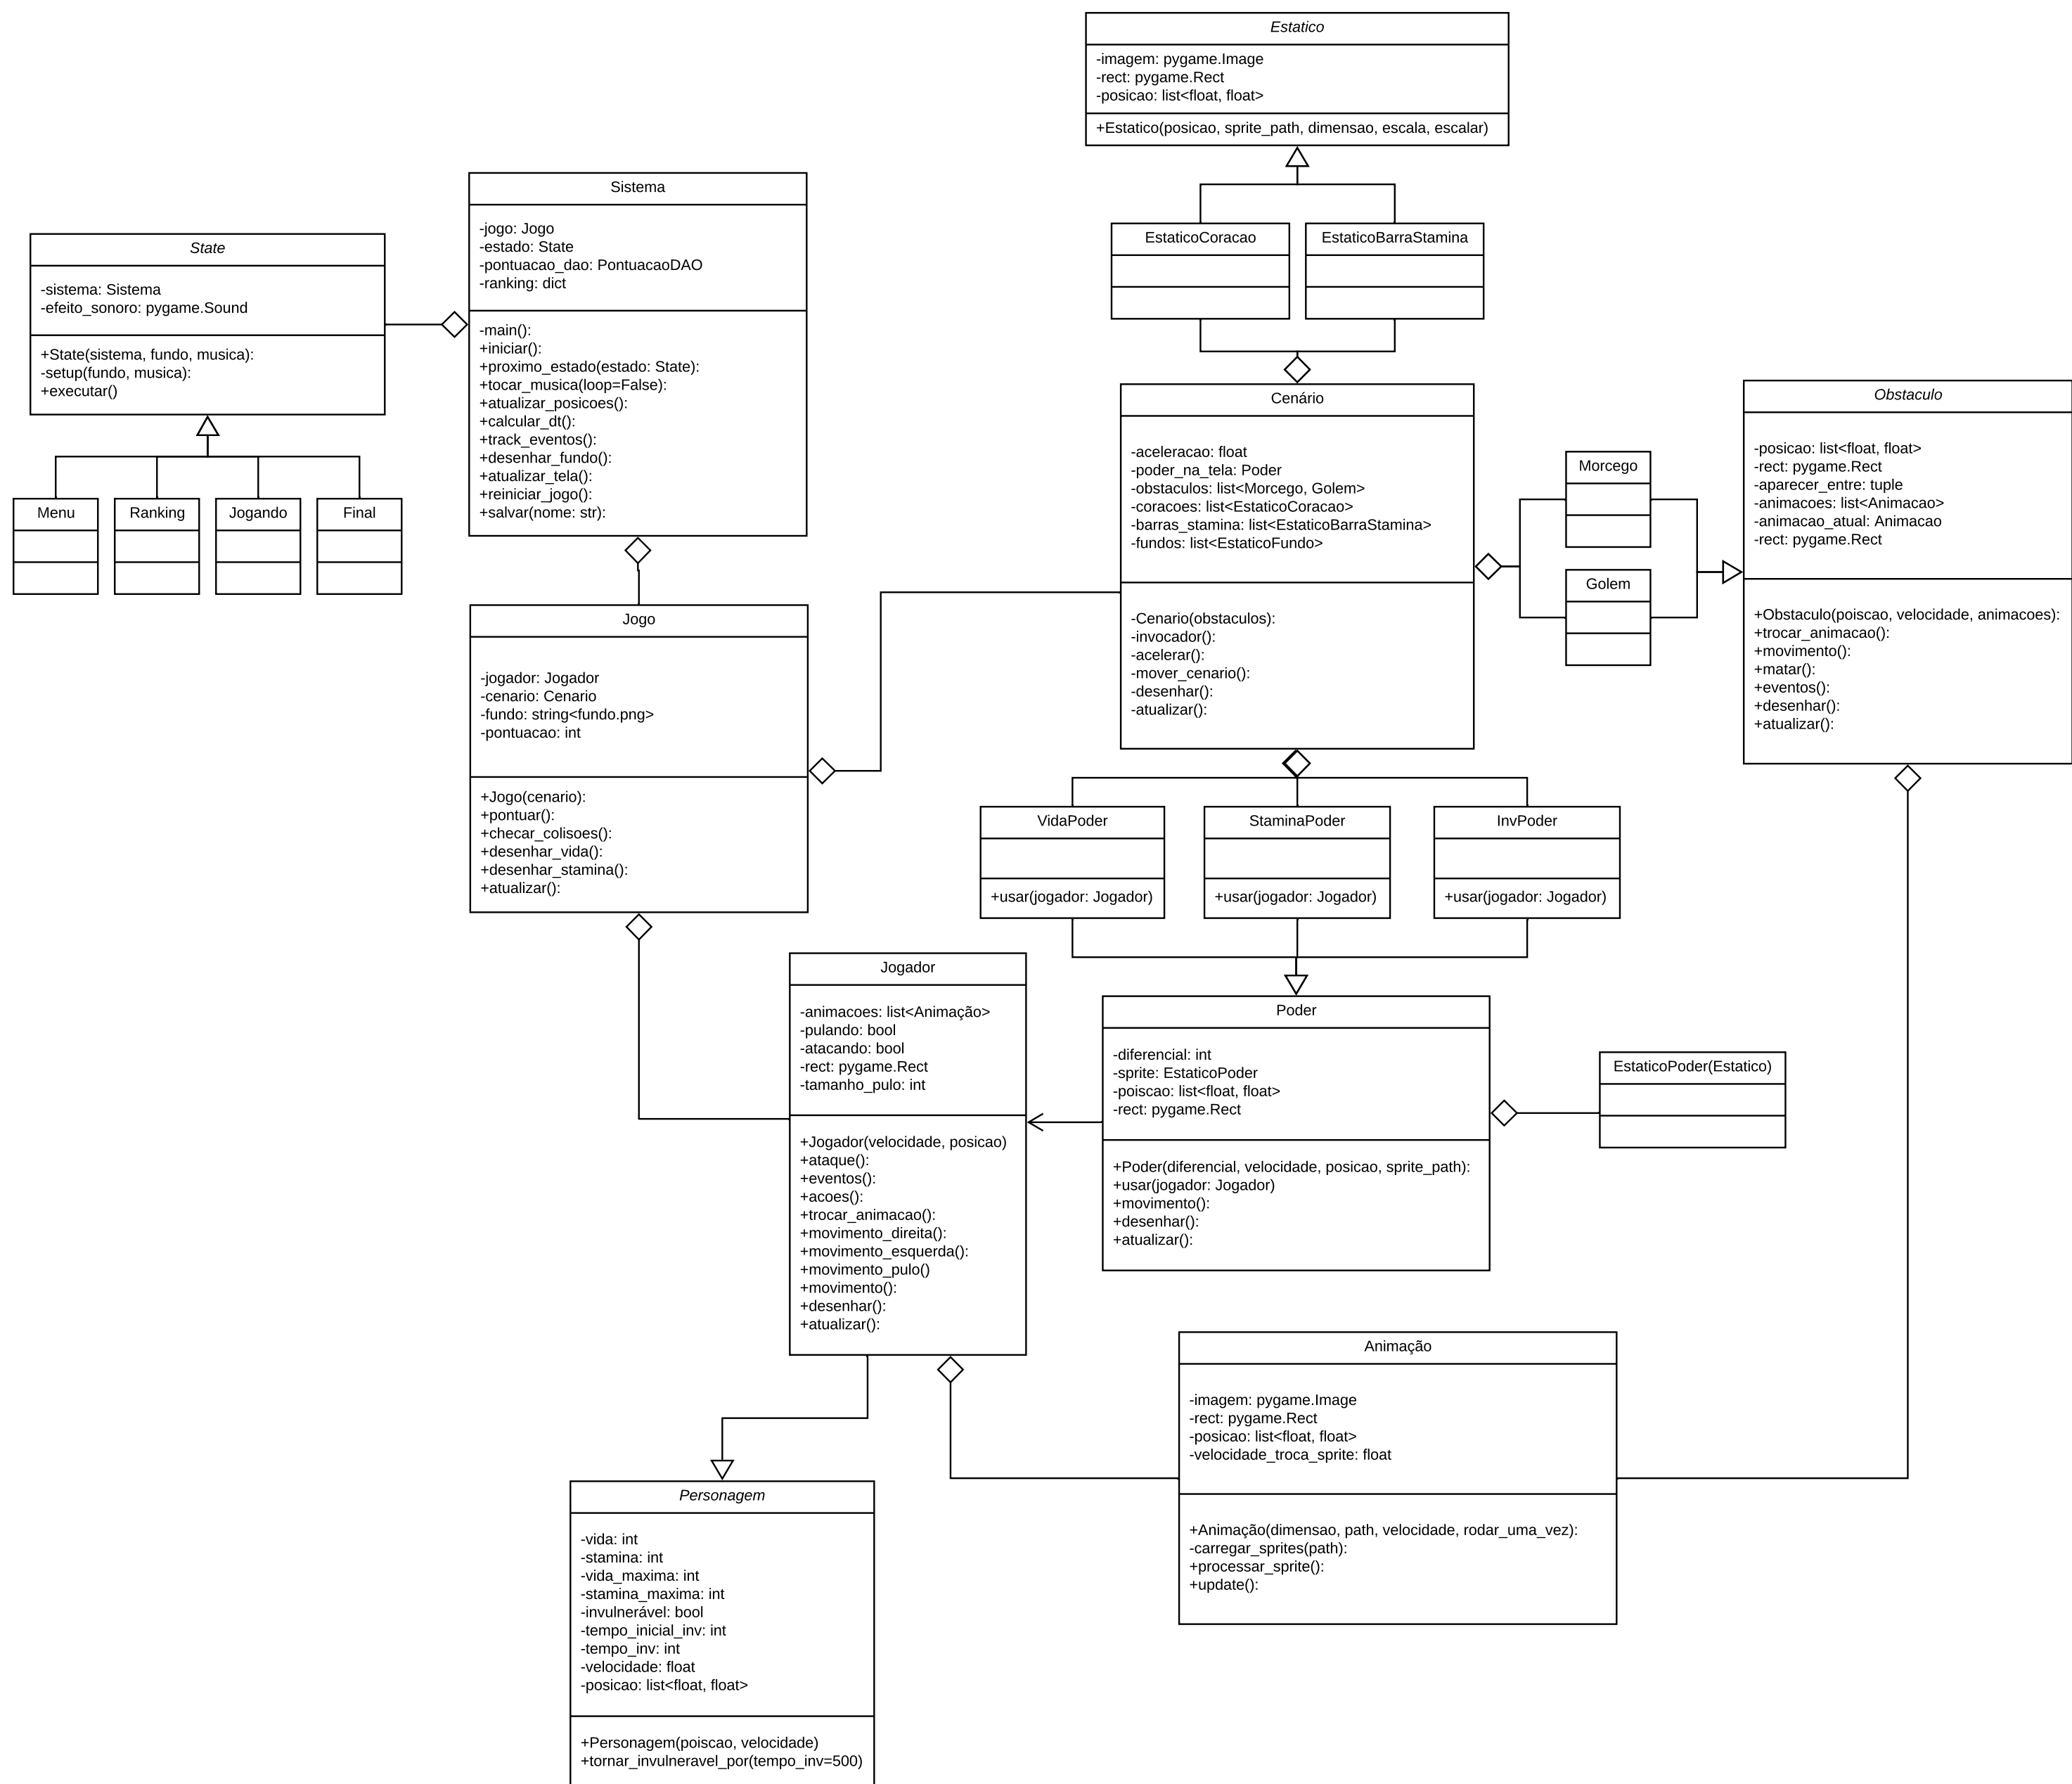 Estatico
-imagem: pygame.Image
-rect: pygame.Rect
-posicao: list<float, float>
+Estatico(posicao, sprite_path, dimensao, escala, escalar)
EstaticoCoracao
EstaticoBarraStamina
Sistema
-jogo: Jogo
-estado: State
-pontuacao_dao: PontuacaoDAO
-ranking: dict
-main():
+iniciar():
+proximo_estado(estado: State):
+tocar_musica(loop=False):
+atualizar_posicoes():
+calcular_dt():
+track_eventos():
+desenhar_fundo():
+atualizar_tela():
+reiniciar_jogo():
+salvar(nome: str):
State
-sistema: Sistema
-efeito_sonoro: pygame.Sound
+State(sistema, fundo, musica):
-setup(fundo, musica):
+executar()
Menu
Ranking
Jogando
Final
Cenário
-aceleracao: float
-poder_na_tela: Poder
-obstaculos: list<Morcego, Golem>
-coracoes: list<EstaticoCoracao>
-barras_stamina: list<EstaticoBarraStamina>
-fundos: list<EstaticoFundo>
-Cenario(obstaculos):
-invocador():
-acelerar():
-mover_cenario():
-desenhar():
-atualizar():
Morcego
Golem
Obstaculo
-posicao: list<float, float>
-rect: pygame.Rect
-aparecer_entre: tuple
-animacoes: list<Animacao>
-animacao_atual: Animacao
-rect: pygame.Rect
+Obstaculo(poiscao, velocidade, animacoes):
+trocar_animacao():
+movimento():
+matar():
+eventos():
+desenhar():
+atualizar():
Jogo
-jogador: Jogador
-cenario: Cenario
-fundo: string<fundo.png>
-pontuacao: int
+Jogo(cenario):
+pontuar():
+checar_colisoes():
+desenhar_vida():
+desenhar_stamina():
+atualizar():
VidaPoder
+usar(jogador: Jogador)
StaminaPoder
+usar(jogador: Jogador)
InvPoder
+usar(jogador: Jogador)
Jogador
-animacoes: list<Animação>
-pulando: bool
-atacando: bool
-rect: pygame.Rect
-tamanho_pulo: int
+Jogador(velocidade, posicao)
+ataque():
+eventos():
+acoes():
+trocar_animacao():
+movimento_direita():
+movimento_esquerda():
+movimento_pulo()
+movimento():
+desenhar():
+atualizar():
Poder
-diferencial: int
-sprite: EstaticoPoder
-poiscao: list<float, float>
-rect: pygame.Rect
+Poder(diferencial, velocidade, posicao, sprite_path):
+usar(jogador: Jogador)
+movimento():
+desenhar():
+atualizar():
EstaticoPoder(Estatico)
Animação
-imagem: pygame.Image
-rect: pygame.Rect
-posicao: list<float, float>
-velocidade_troca_sprite: float
+Animação(dimensao, path, velocidade, rodar_uma_vez):
-carregar_sprites(path):
+processar_sprite():
+update():
Personagem
-vida: int
-stamina: int
-vida_maxima: int
-stamina_maxima: int
-invulnerável: bool
-tempo_inicial_inv: int
-tempo_inv: int
-velocidade: float
-posicao: list<float, float>
+Personagem(poiscao, velocidade)
+tornar_invulneravel_por(tempo_inv=500)